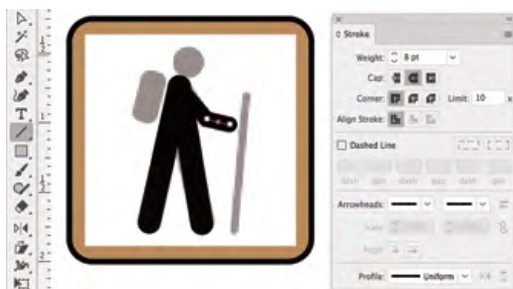 Stroke
Weight: 8 pt
Cap:
Corner: Limit: 10 x
Align Stroke:
Dashed Line
dash gap dash gap dash gap
Arrowheads:
Scale:
Align:
Profile: Uniform